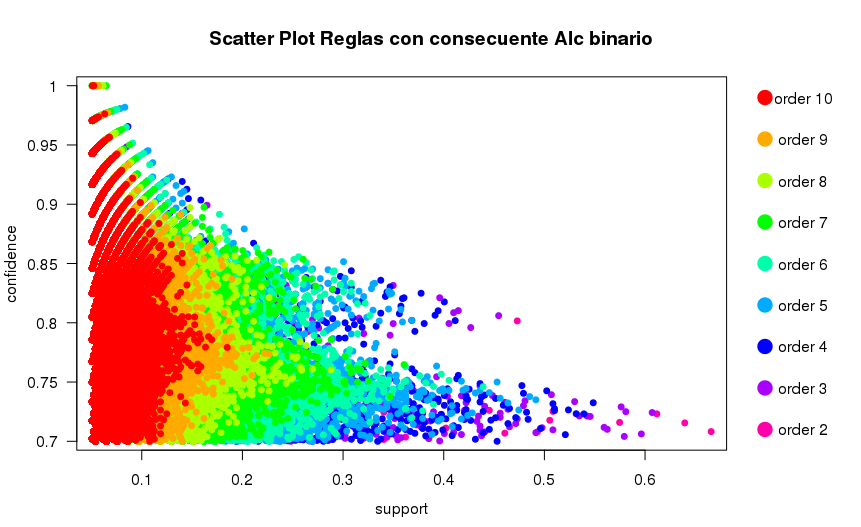 Scatter Plot Reglas con consecuente Alc binario
1
0.95
0.9
0.85
0.8
0.75
0.7
confidence
0.1
0.2
0.3
0.4
0.5
0.6
support
order 10
order 9
order 8
order 7
order 6
order 5
order 4
order 3
order 2